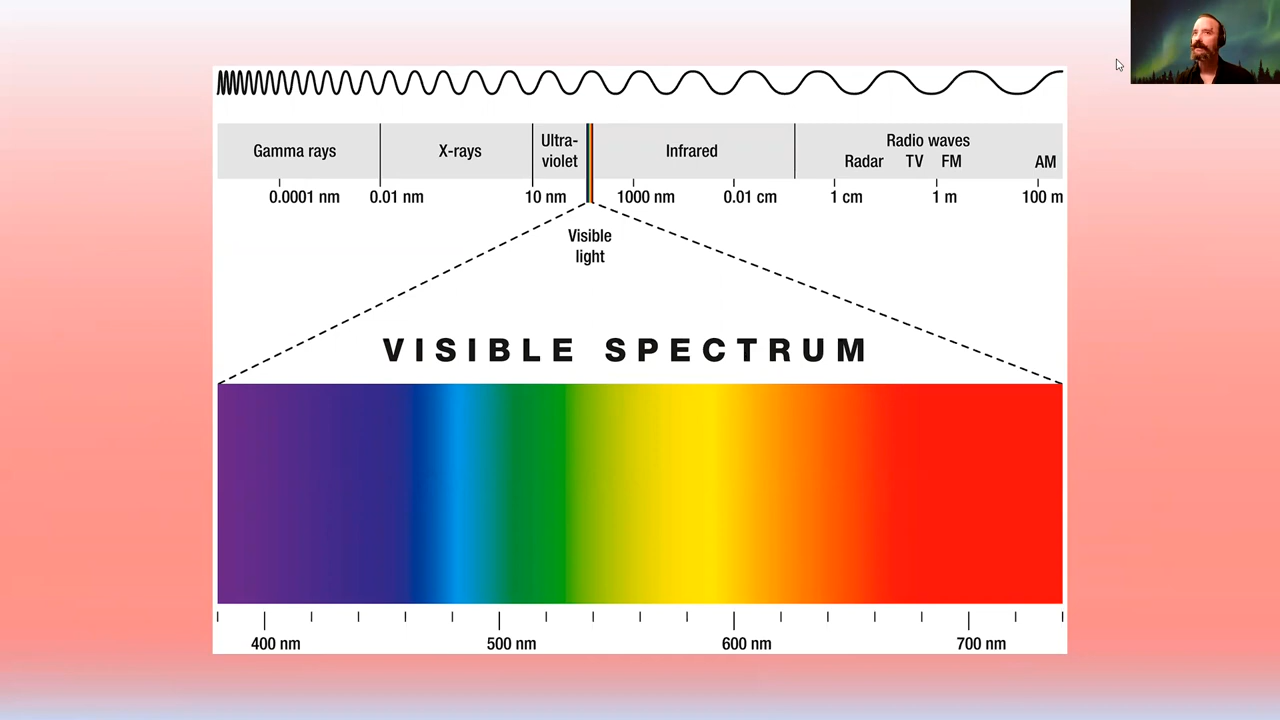 Gamma rays
X-rays
Ultra-
violet
Infrared
Radio waves
Radar TV FM AM
0.0001 nm 0.01 nm 10 nm 1000 nm 0.01 cm 1 cm 1 m 100 m
Visible
light
VISIBLE SPECTRUM
400 nm 500 nm 600 nm 700 nm